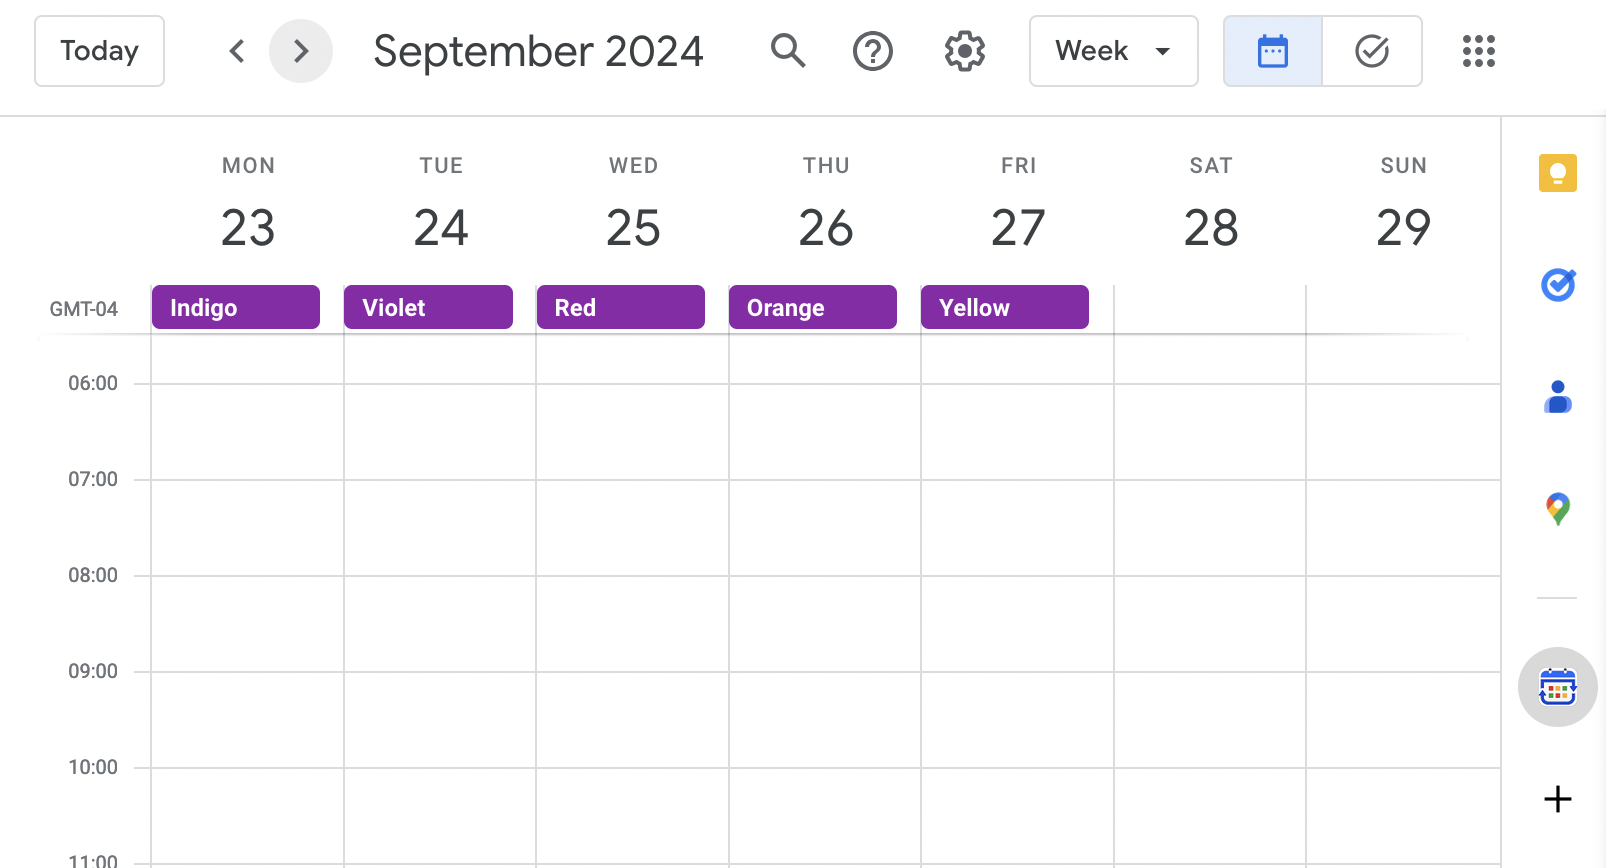 Today
September 2024
Week
MON TUE WED THU FRI SAT SUN
23 24 25 26 27 28 29
GMT-04 Indigo Violet Red Orange Yellow
06:00
07:00
08:00
09:00
10:00
11:00